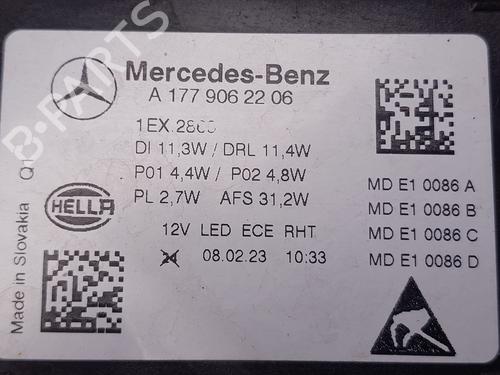 Mercedes-Benz
A 177 906 22 06
DI 11,3W / DRL 11,4W
P01 4,4W / P02 4,8W
PL 2,7W AFS 31,2W
12V LED ECE RHT
08.02.23 10:33
MD E1 0086 A
MD E1 0086 B
MD E1 0086 C
MD E1 0086 D
HELLA
Made in Slovakia
B-PARTS